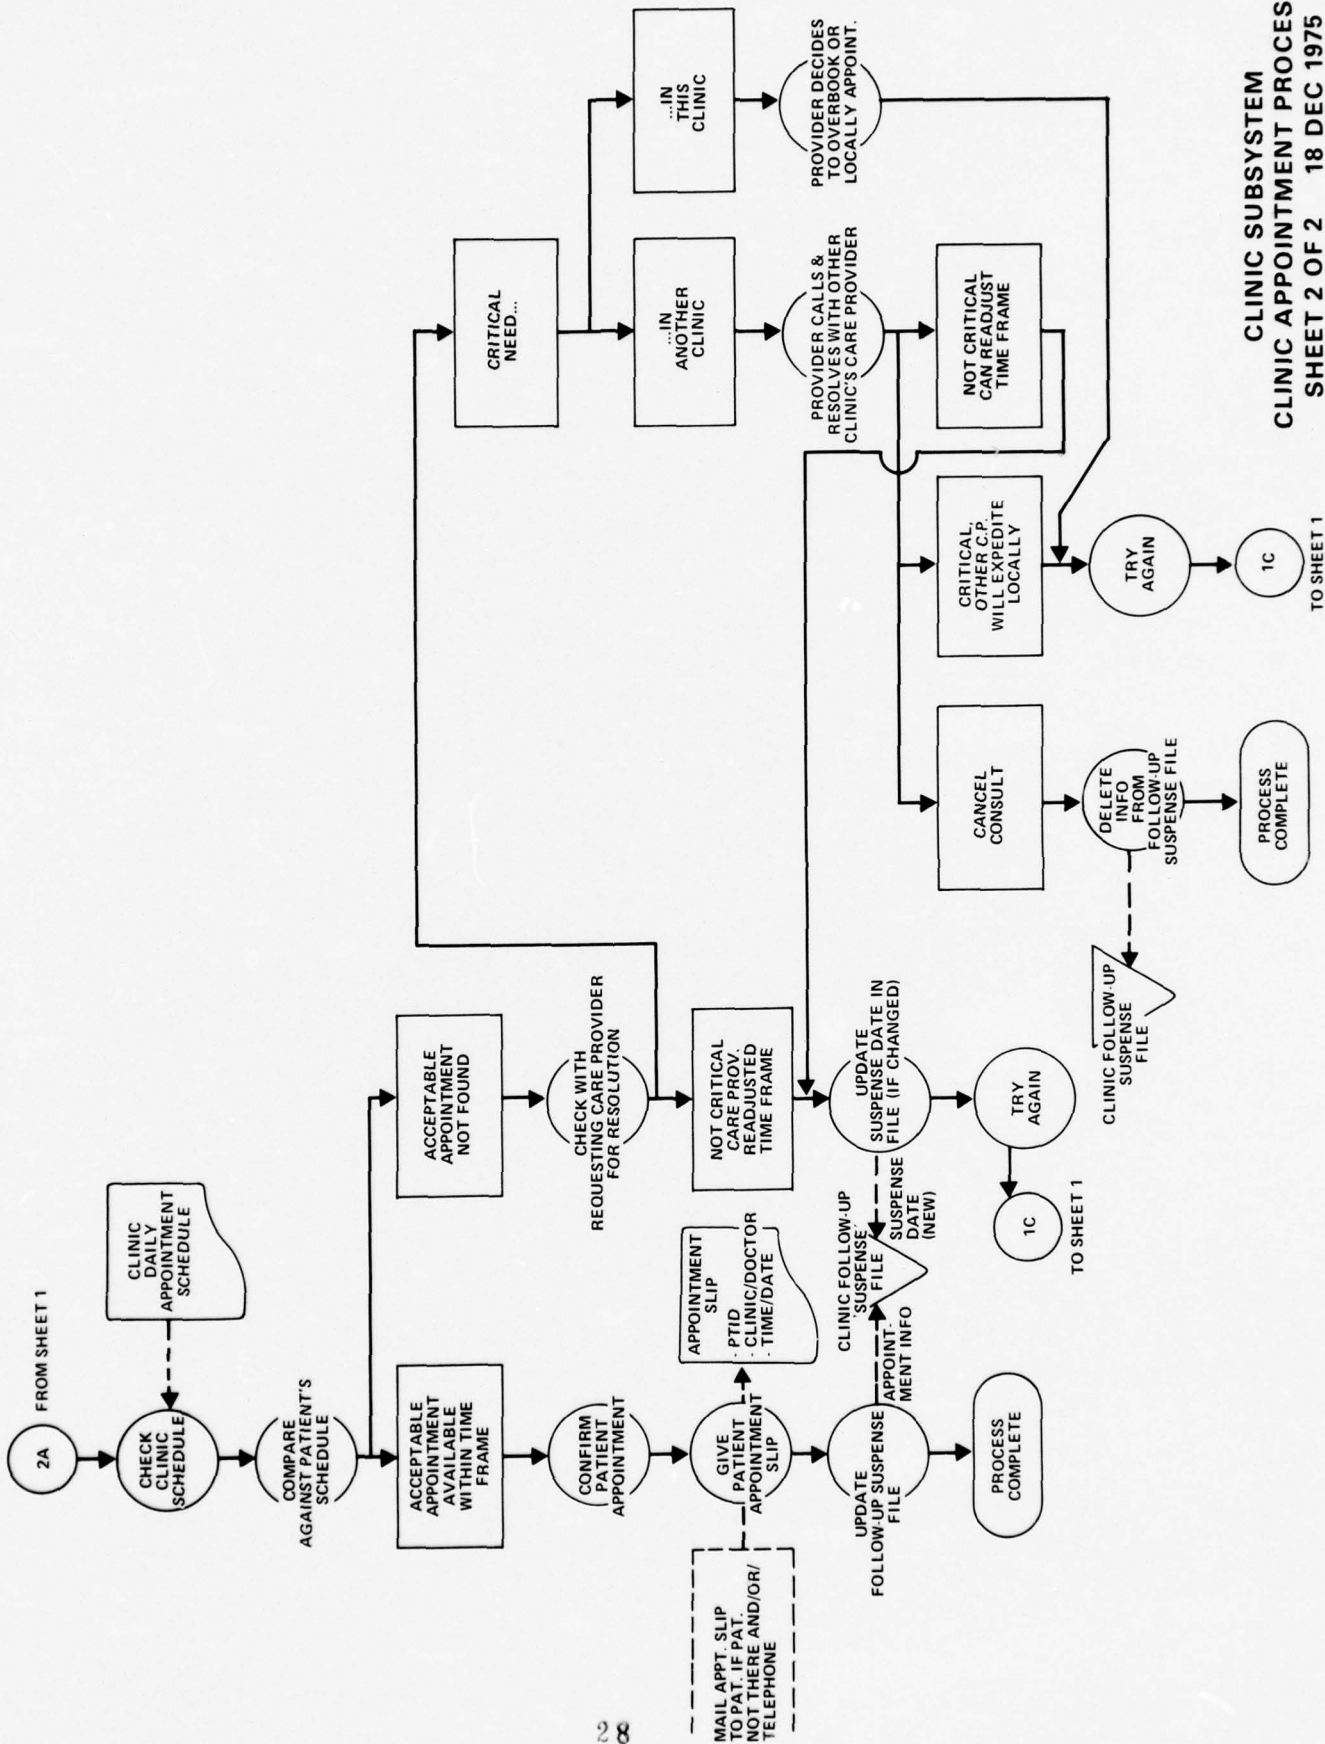 2A
FROM SHEET 1
CLINIC
DAILY
APPOINTMENT
SCHEDULE
CHECK
CLINIC
SCHEDULE
COMPARE
AGAINST PATIENT'S
SCHEDULE
ACCEPTABLE
APPOINTMENT
AVAILABLE
WITHIN TIME
FRAME
CONFIRM
PATIENT
APPOINTMENT
GIVE
PATIENT
APPOINTMENT
SLIP
MAIL APPT. SLIP
TO PAT. IF PAT.
NOT THERE AND/OR/
TELEPHONE
APPOINTMENT
SLIP
· PTID
· CLINIC/DOCTOR
· TIME/DATE
UPDATE
FOLLOW-UP SUSPENSE
FILE
APPOINT-
MENT INFO
CLINIC FOLLOW-UP
SUSPENSE
FILE
SUSPENSE
DATE
(NEW)
PROCESS
COMPLETE
ACCEPTABLE
APPOINTMENT
NOT FOUND
CHECK WITH
REQUESTING CARE PROVIDER
FOR RESOLUTION
NOT CRITICAL
CARE PROV.
READJUSTED
TIME FRAME
UPDATE
SUSPENSE DATE IN
FILE (IF CHANGED)
TRY
AGAIN
1C
TO SHEET 1
CRITICAL
NEED...
...IN
ANOTHER
CLINIC
...IN
THIS
CLINIC
PROVIDER CALLS &
RESOLVES WITH OTHER
CLINIC'S CARE PROVIDER
PROVIDER DECIDES
TO OVERBOOK OR
LOCALLY APPOINT.
CANCEL
CONSULT
CRITICAL,
OTHER C.P.
WILL EXPEDITE
LOCALLY
NOT CRITICAL
CAN READJUST
TIME FRAME
DELETE
INFO
FROM
FOLLOW-UP
SUSPENSE FILE
CLINIC FOLLOW-UP
SUSPENSE
FILE
PROCESS
COMPLETE
TRY
AGAIN
1C
TO SHEET 1
CLINIC SUBSYSTEM
CLINIC APPOINTMENT PROCES
SHEET 2 OF 2 18 DEC 1975
28